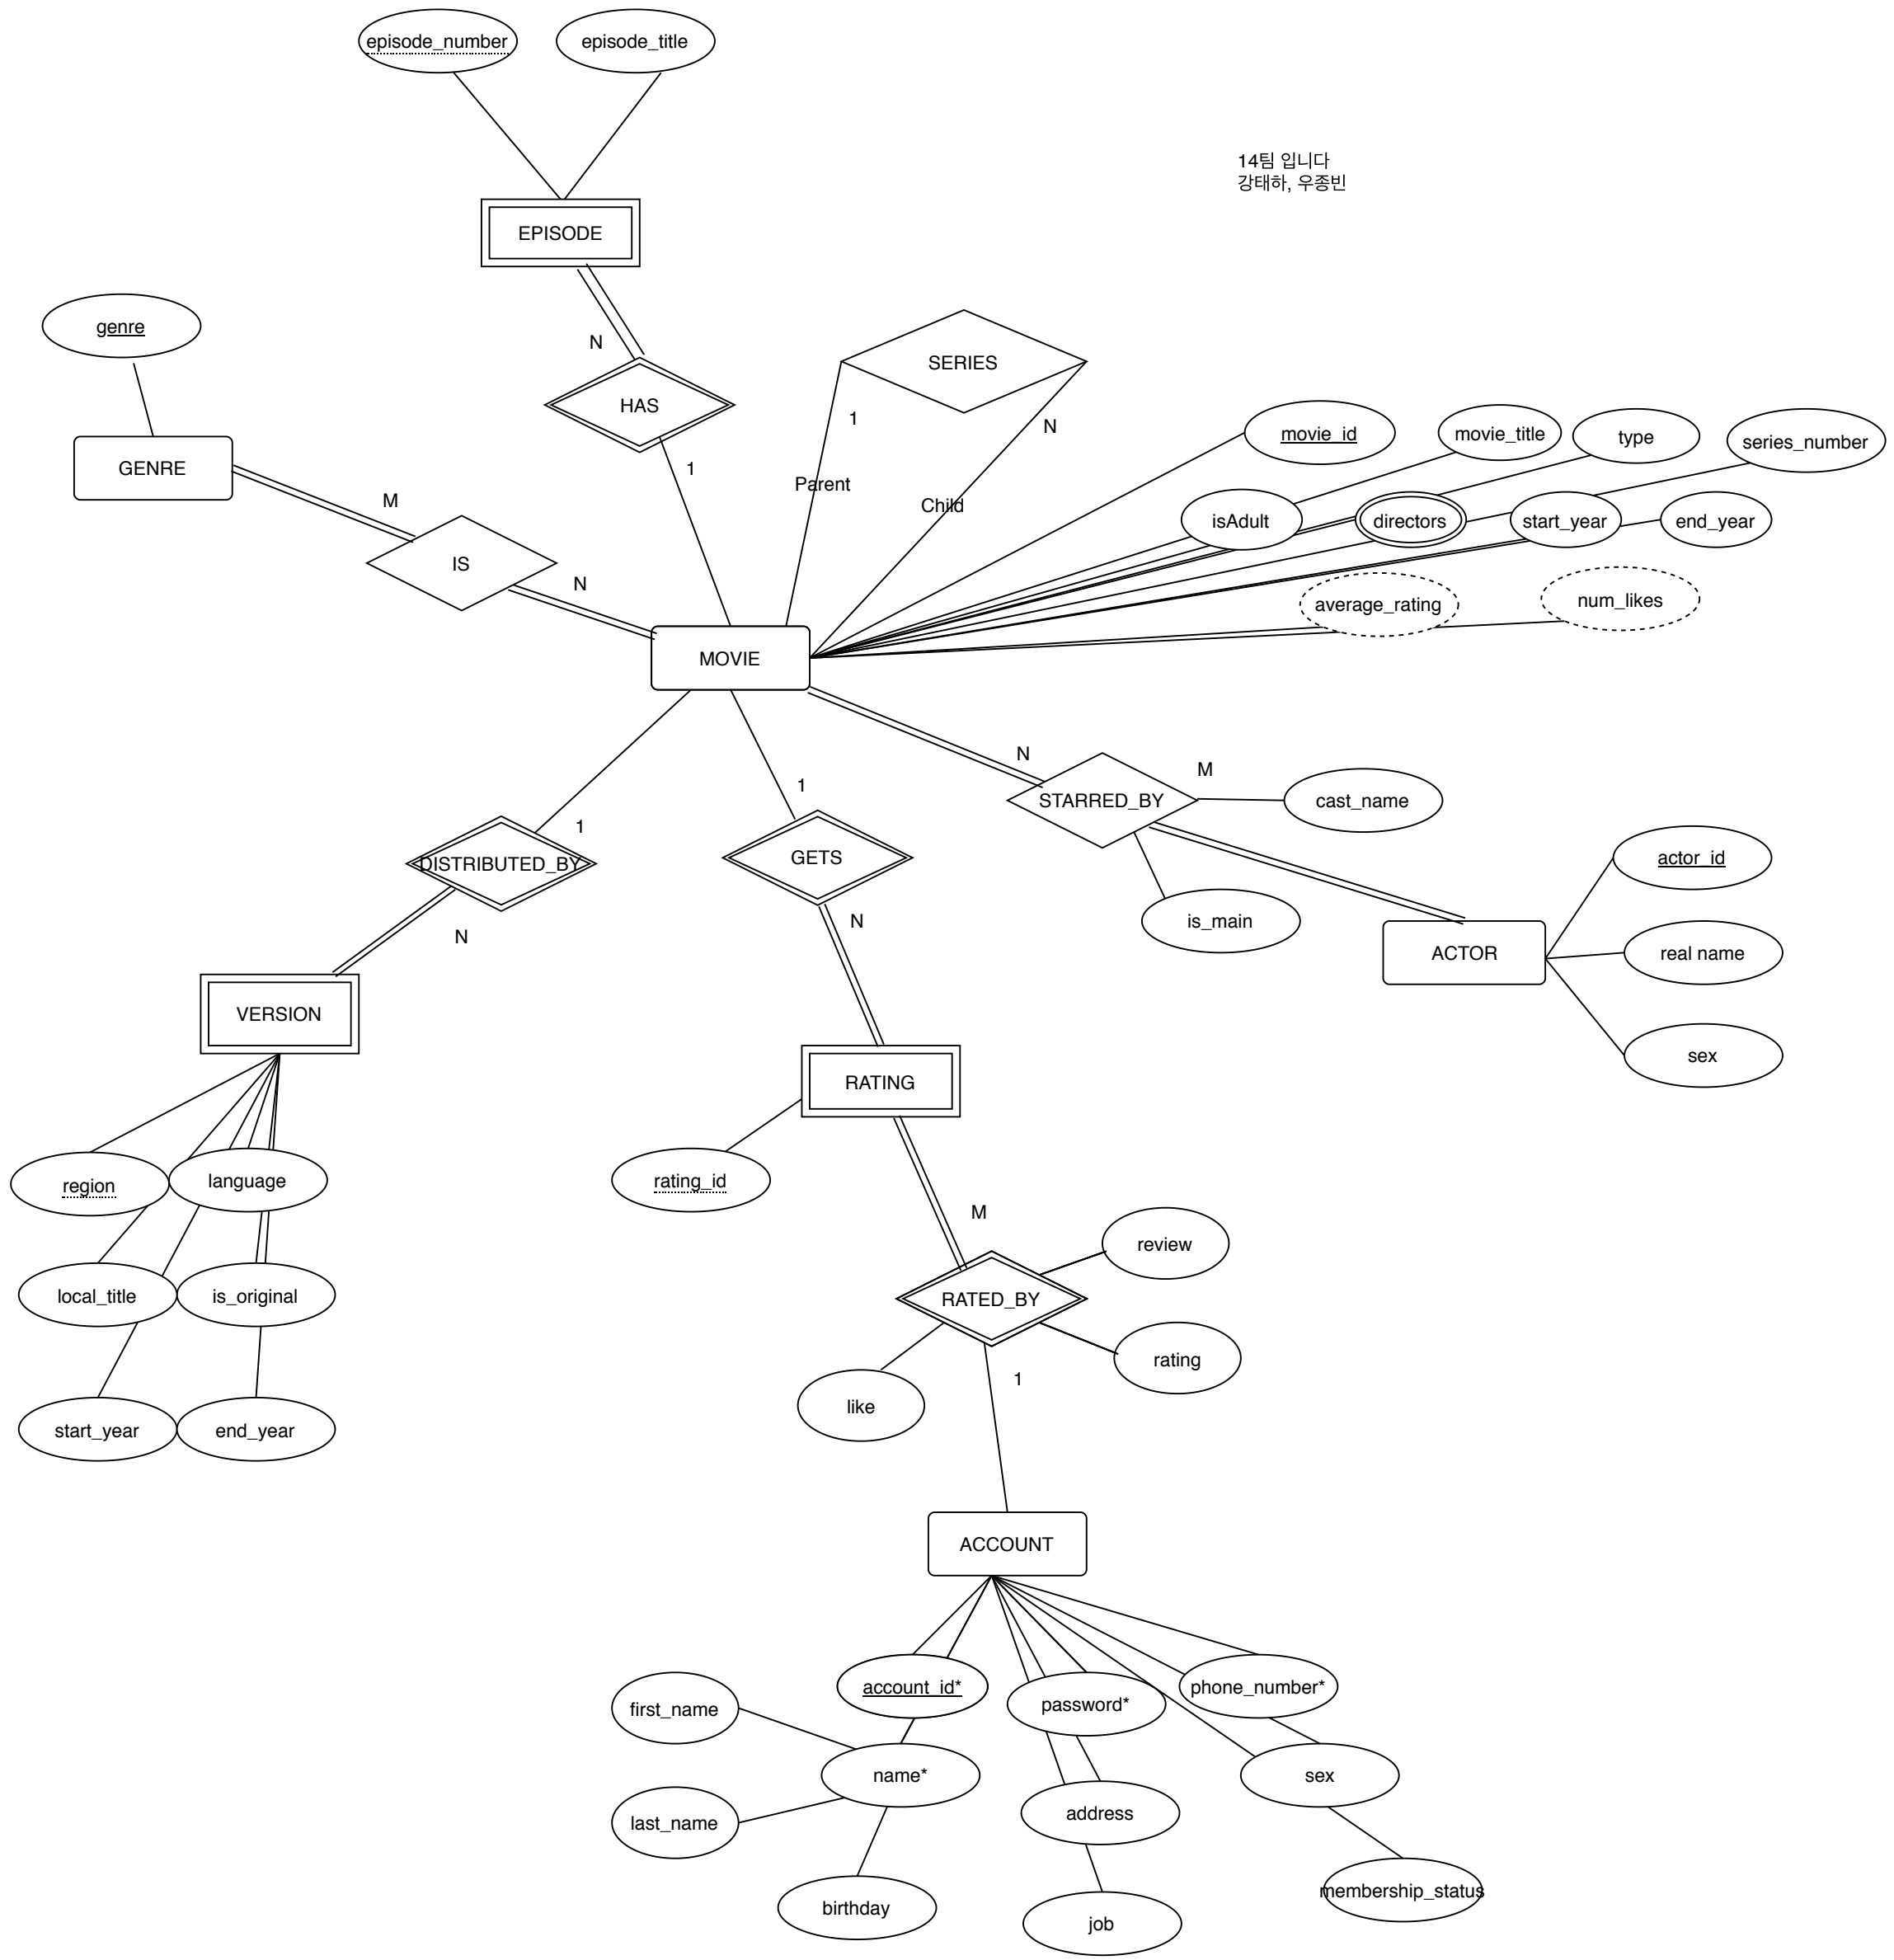 episode_number
episode_title
14팀 입니다
강태하, 우종빈
EPISODE
genre
N
SERIES
HAS
1
N
movie_id
movie_title
type
series_number
GENRE
1
M
Parent
Child
isAdult
directors
start_year
end_year
IS
N
average_rating
num_likes
MOVIE
N
M
1
STARRED_BY
cast_name
1
DISTRIBUTED_BY
GETS
actor_id
N
is_main
N
ACTOR
real name
VERSION
RATING
sex
region
language
rating_id
M
review
local_title
is_original
RATED_BY
rating
1
like
start_year
end_year
ACCOUNT
account_id*
password*
phone_number*
first_name
name*
sex
last_name
address
birthday
job
membership_status